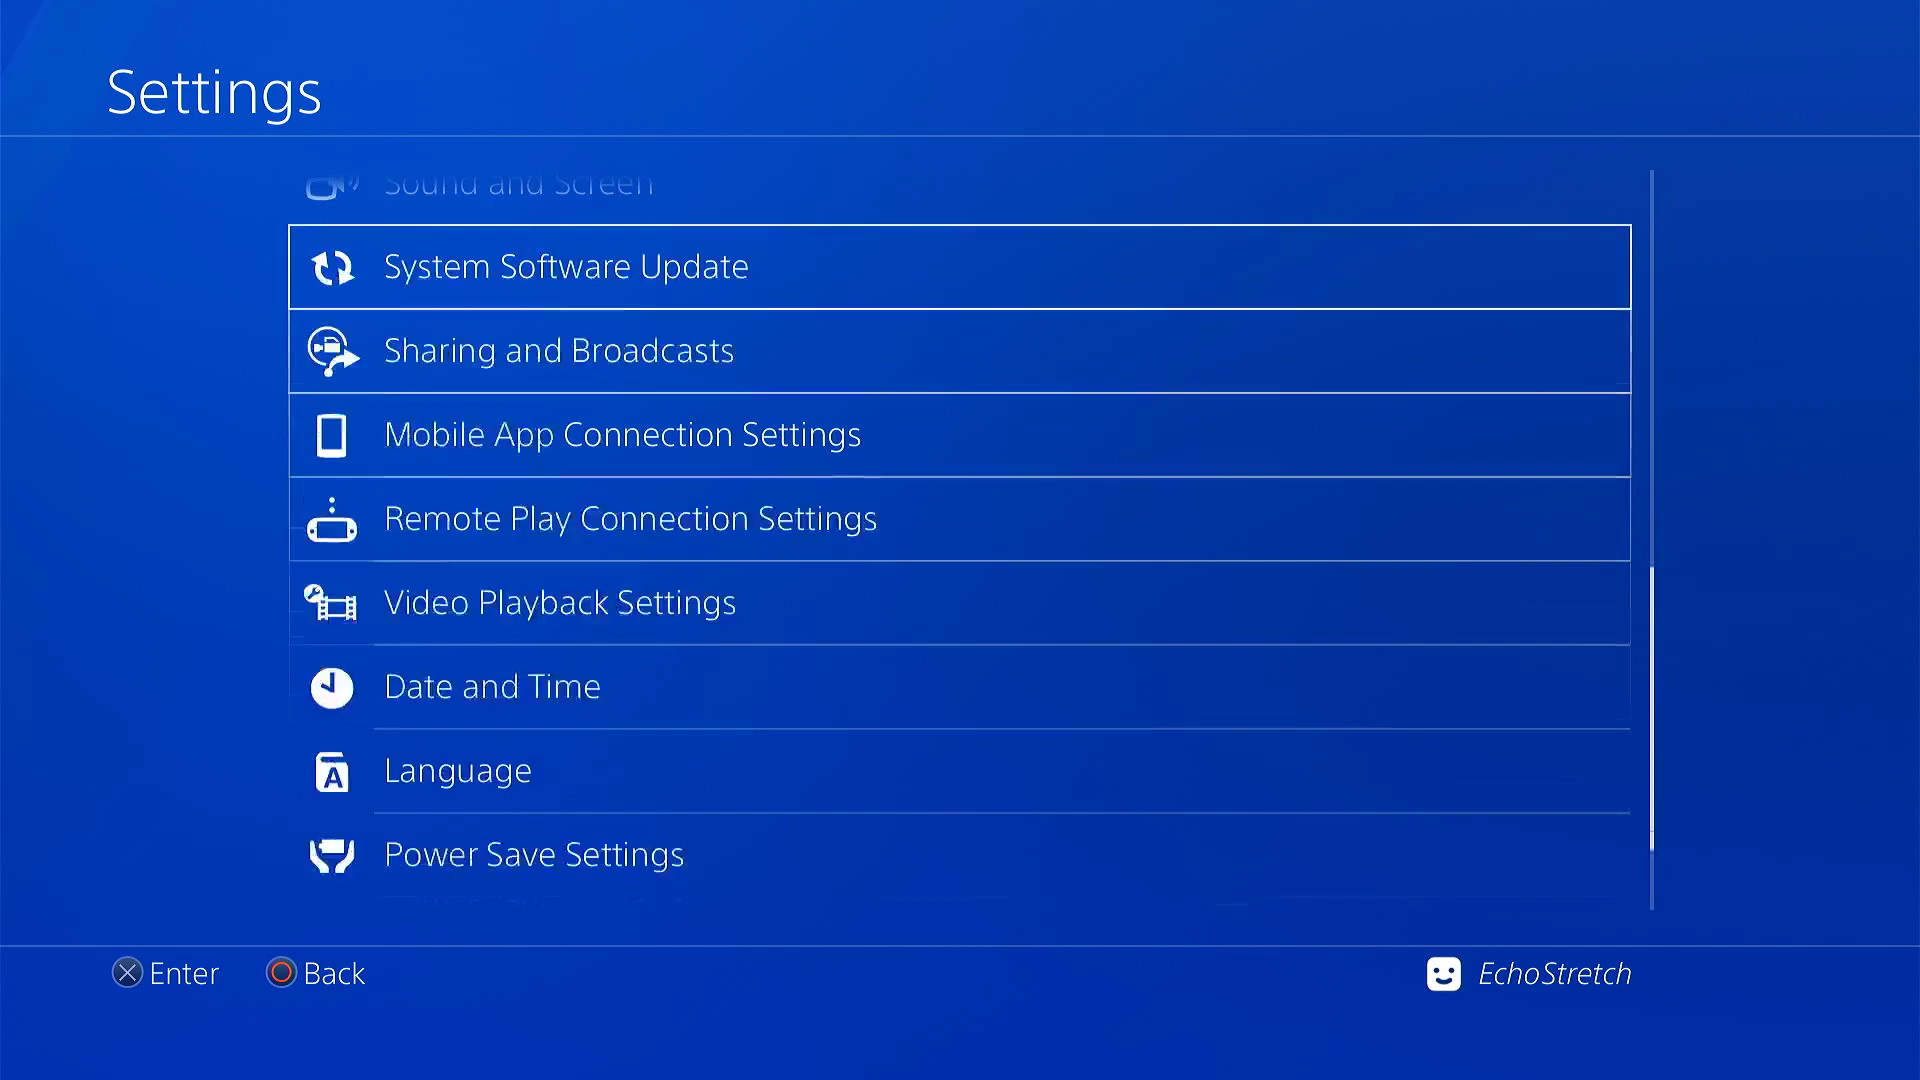 Settings
Sound and Screen
System Software Update
Sharing and Broadcasts
Mobile App Connection Settings
Remote Play Connection Settings
Video Playback Settings
Date and Time
A Language
Power Save Settings
Enter Back EchoStretch